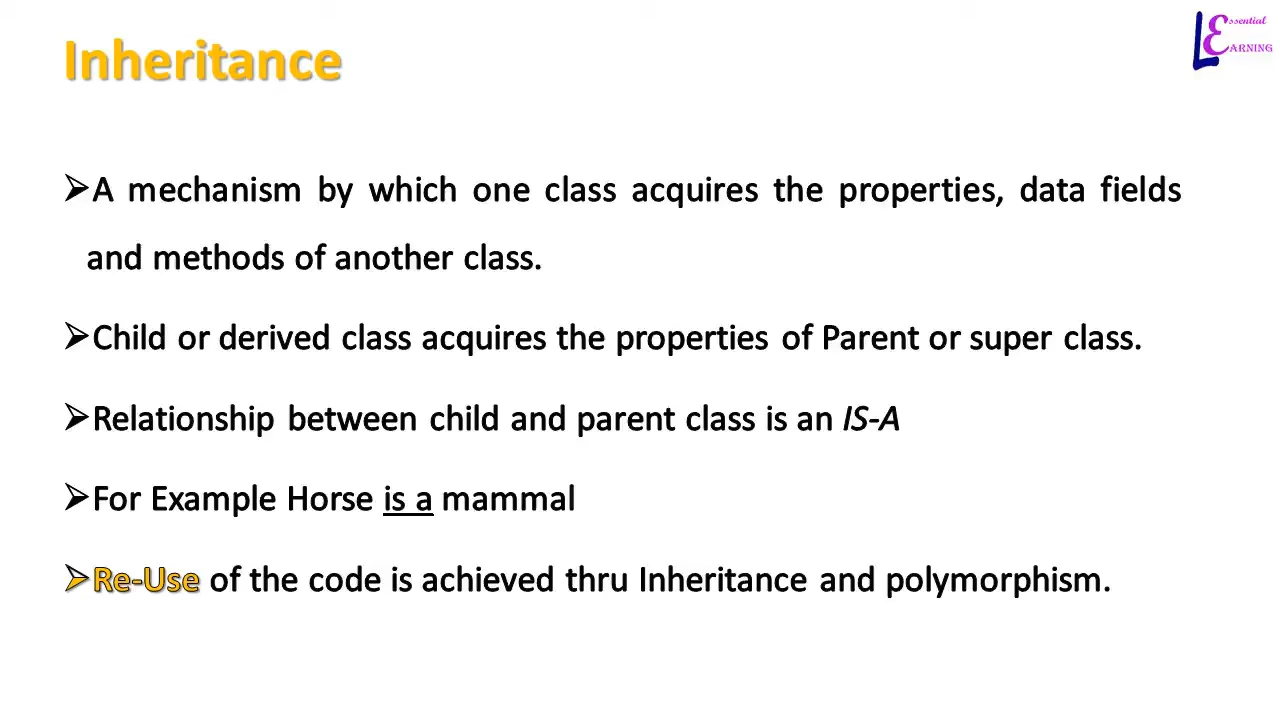 Inheritance
Essential
LEARNING
➢A mechanism by which one class acquires the properties, data fields
and methods of another class.
➢Child or derived class acquires the properties of Parent or super class.
➢Relationship between child and parent class is an IS-A
➢For Example Horse is a mammal
➢Re-Use of the code is achieved thru Inheritance and polymorphism.